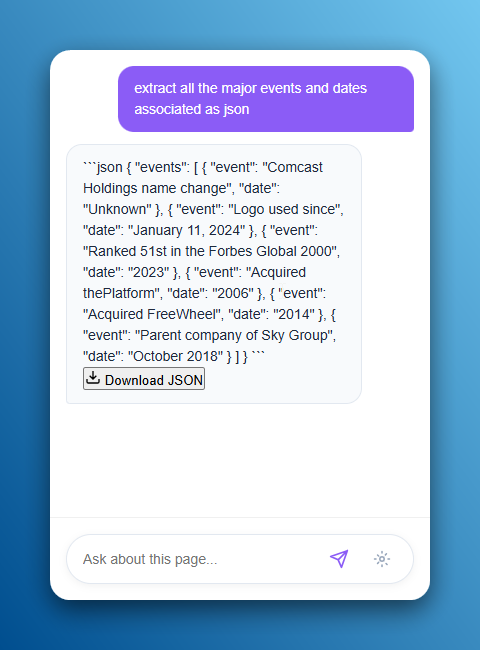 extract all the major events and dates
associated as json
```json { "events": [ { "event": "Comcast
Holdings name change", "date":
"Unknown" }, { "event": "Logo used since",
"date": "January 11, 2024" }, { "event":
"Ranked 51st in the Forbes Global 2000",
"date": "2023" }, { "event": "Acquired
thePlatform", "date": "2006" }, { "event":
"Acquired FreeWheel", "date": "2014" }, {
"event": "Parent company of Sky Group",
"date": "October 2018" } ] } ```
Download JSON
Ask about this page...